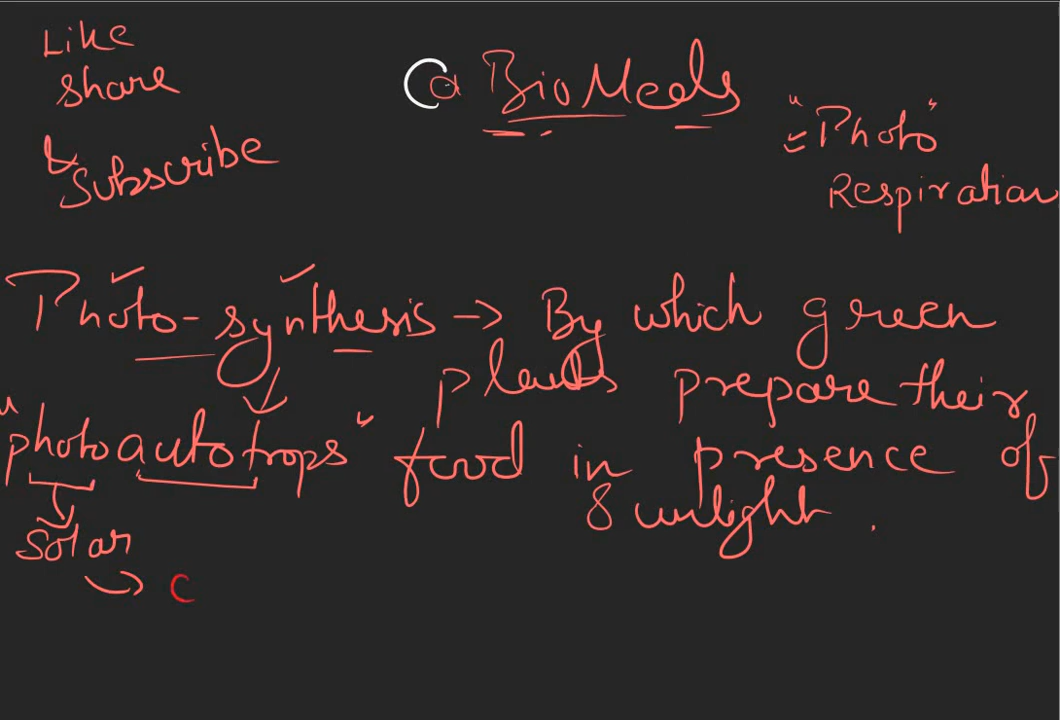 Like
Share
& Subscribe
@ BioMeels
"Photo"
Respiration
Photo-synthesis → By which green
plants prepare their
"photoautotrops" food in presence of
Sunlight.
Solar
→ C